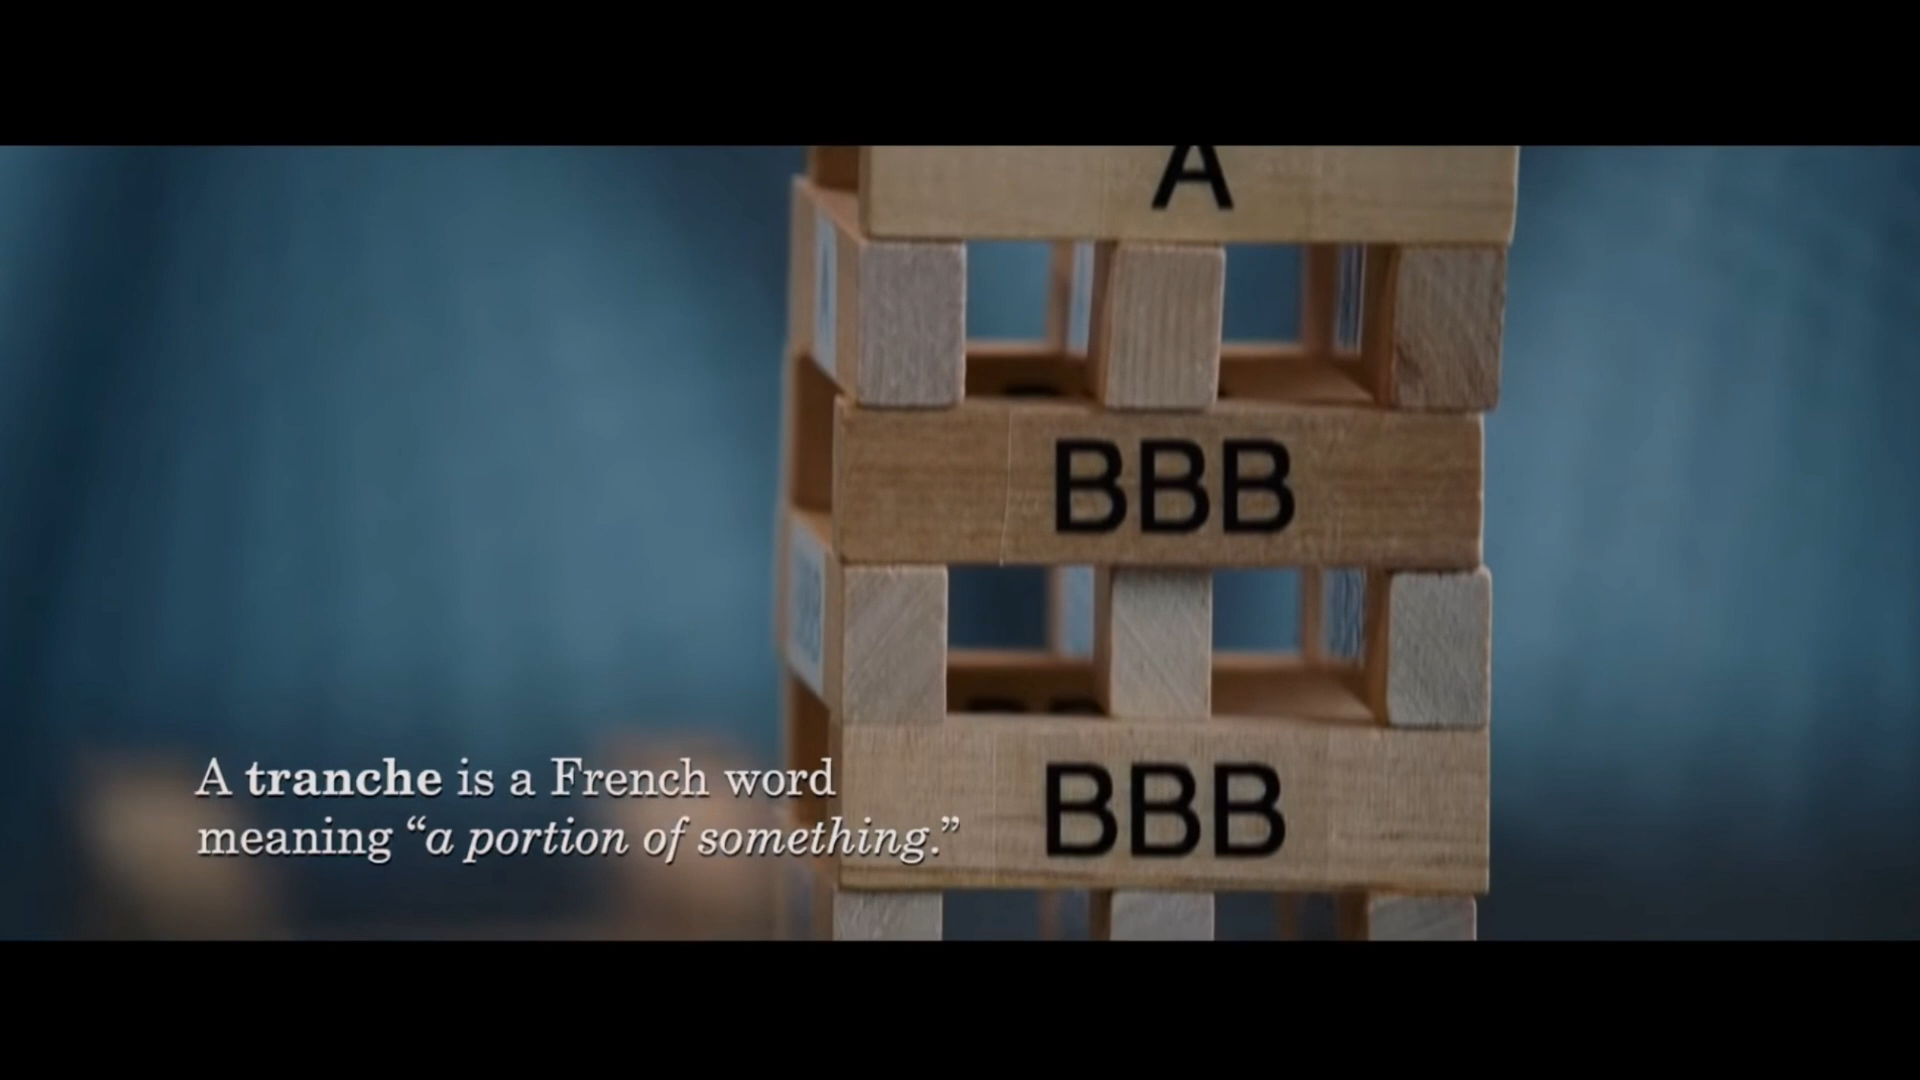 A
BBB
BBB
A tranche is a French word
meaning “a portion of something.”